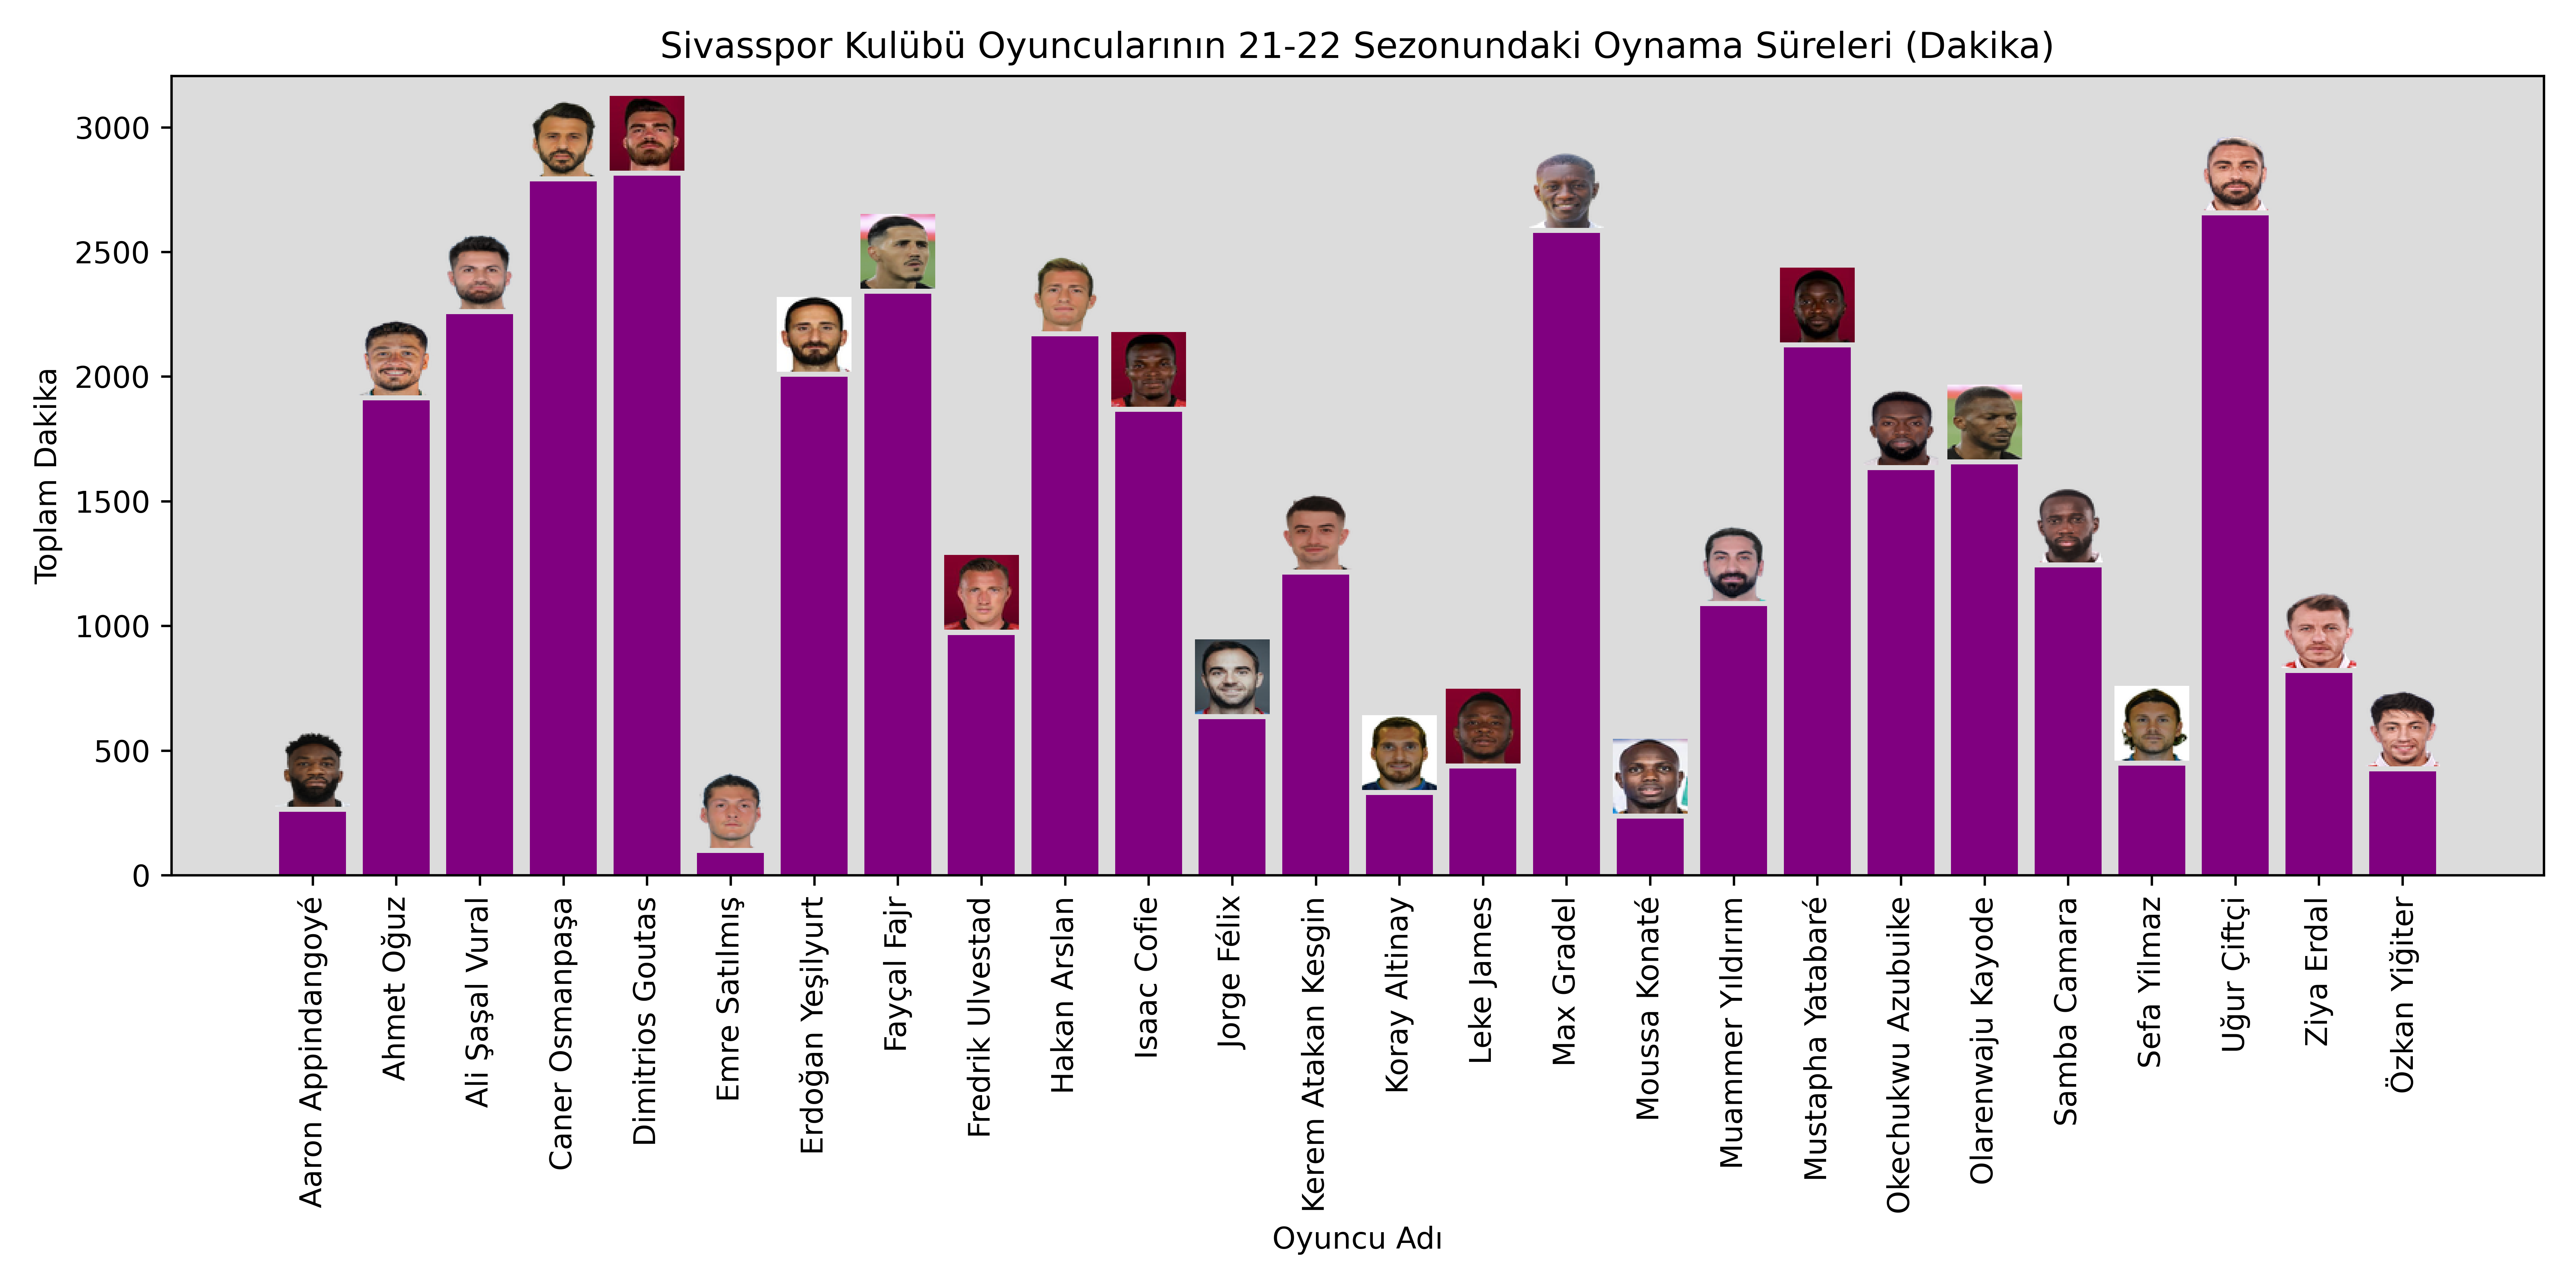 Sivasspor Kulübü Oyuncularının 21-22 Sezonundaki Oynama Süreleri (Dakika)
Toplam Dakika
3000
2500
2000
1500
1000
500
0
Aaron Appindangoyé
Ahmet Oğuz
Ali Şaşal Vural
Caner Osmanpaşa
Dimitrios Goutas
Emre Satılmış
Erdoğan Yeşilyurt
Fayçal Fajr
Fredrik Ulvestad
Hakan Arslan
Isaac Cofie
Jorge Félix
Kerem Atakan Kesgin
Koray Altinay
Leke James
Max Gradel
Moussa Konaté
Muammer Yıldırım
Mustapha Yatabaré
Okechukwu Azubuike
Olarenwaju Kayode
Samba Camara
Sefa Yilmaz
Uğur Çiftçi
Ziya Erdal
Özkan Yiğiter
Oyuncu Adı